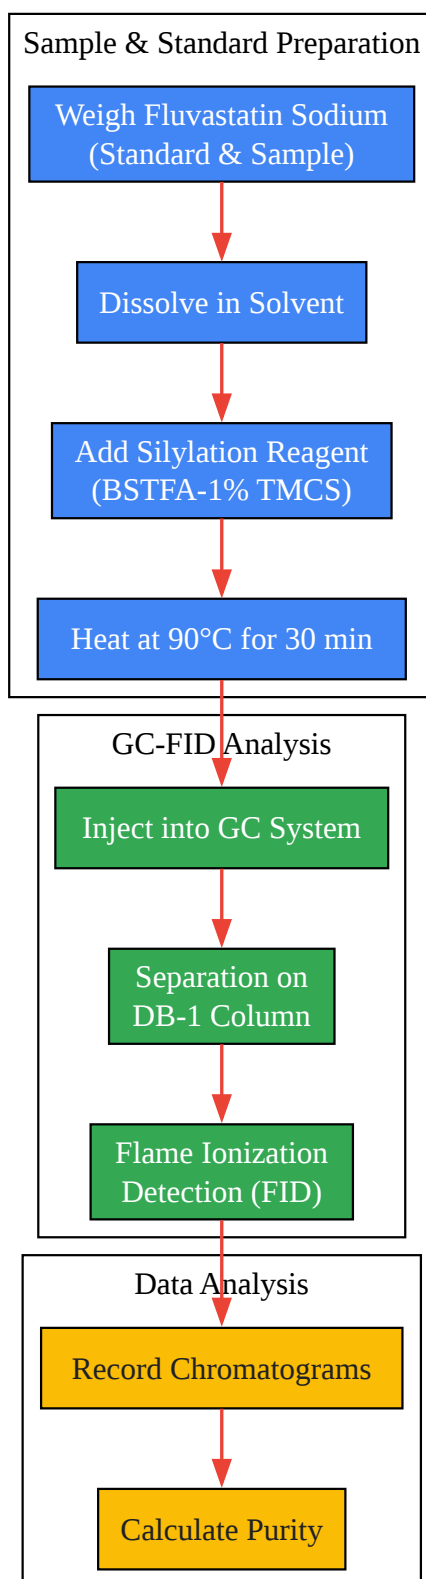 Sample & Standard Preparation
Weigh Fluvastatin Sodium
(Standard & Sample)
Dissolve in Solvent
Add Silylation Reagent
(BSTFA-1% TMCS)
Heat at 90°C for 30 min
GC-FID Analysis
Inject into GC System
Separation on
DB-1 Column
Flame Ionization
Detection (FID)
Data Analysis
Record Chromatograms
Calculate Purity